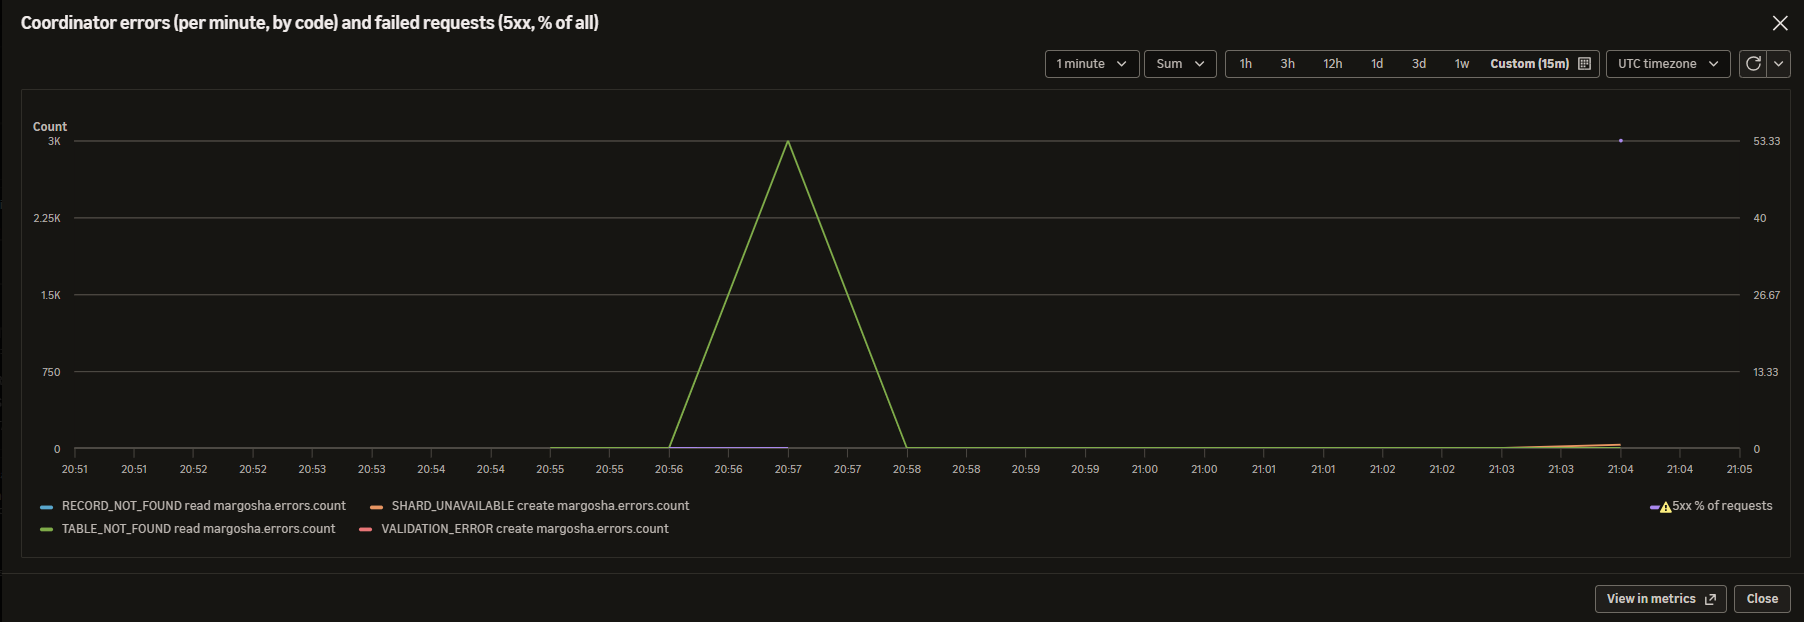 Coordinator errors (per minute, by code) and failed requests (5xx, % of all)
1 minute Sum 1h 3h 12h 1d 3d 1w Custom (15m) UTC timezone
Count
3K 53.33
2.25K 40
1.5K 26.67
750 13.33
0 0
20:51 20:51 20:52 20:52 20:53 20:53 20:54 20:54 20:55 20:55 20:56 20:56 20:57 20:57 20:58 20:58 20:59 20:59 21:00 21:00 21:01 21:01 21:02 21:02 21:03 21:03 21:04 21:04 21:05
RECORD_NOT_FOUND read margosha.errors.count SHARD_UNAVAILABLE create margosha.errors.count 5xx % of requests
TABLE_NOT_FOUND read margosha.errors.count VALIDATION_ERROR create margosha.errors.count
View in metrics Close